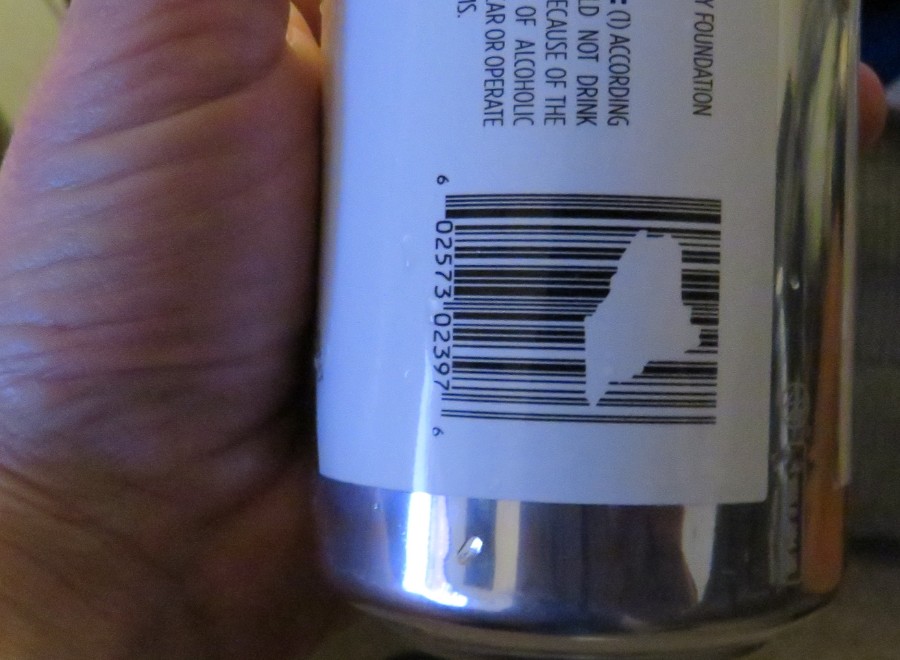 Y FOUNDATION
: (1) ACCORDING
LD NOT DRINK
ECAUSE OF THE
OF ALCOHOLIC
AR OR OPERATE
MS.
6 02573 02397 6